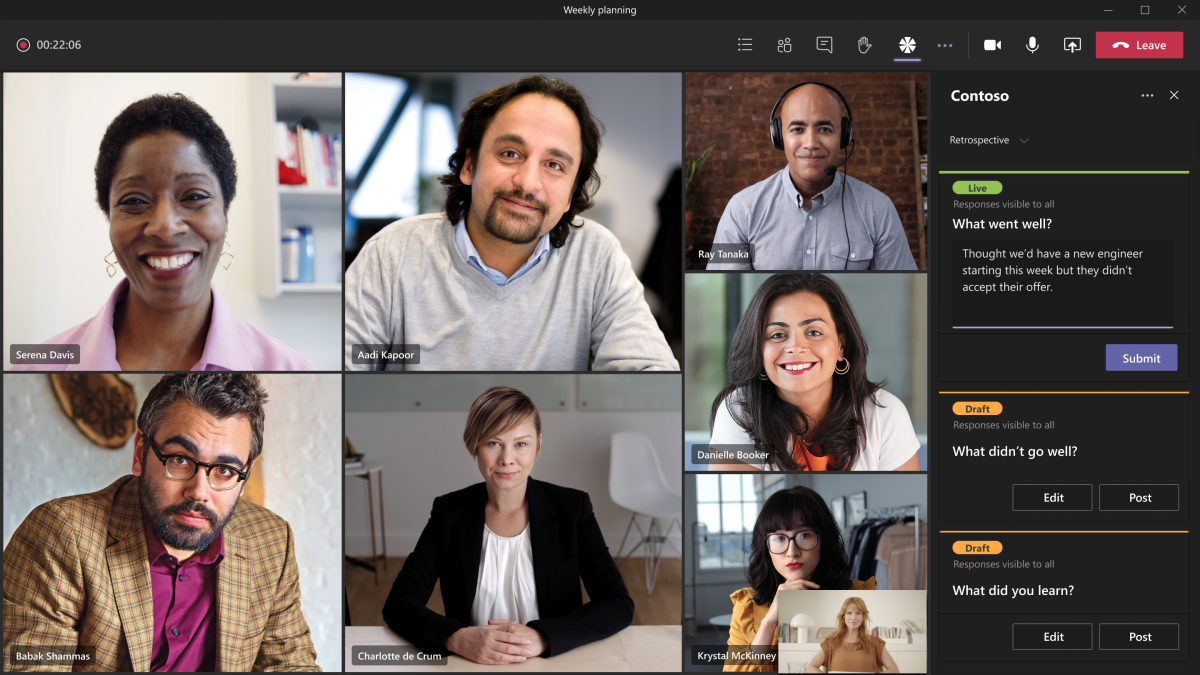 Weekly planning
00:22:06
Leave
Serena Davis
Aadi Kapoor
Ray Tanaka
Danielle Booker
Babak Shammas
Charlotte de Crum
Krystal McKinney
Contoso
Retrospective
Live
Responses visible to all
What went well?
Thought we'd have a new engineer
starting this week but they didn't
accept their offer.
Submit
Draft
Responses visible to all
What didn't go well?
Edit
Post
Draft
Responses visible to all
What did you learn?
Edit
Post